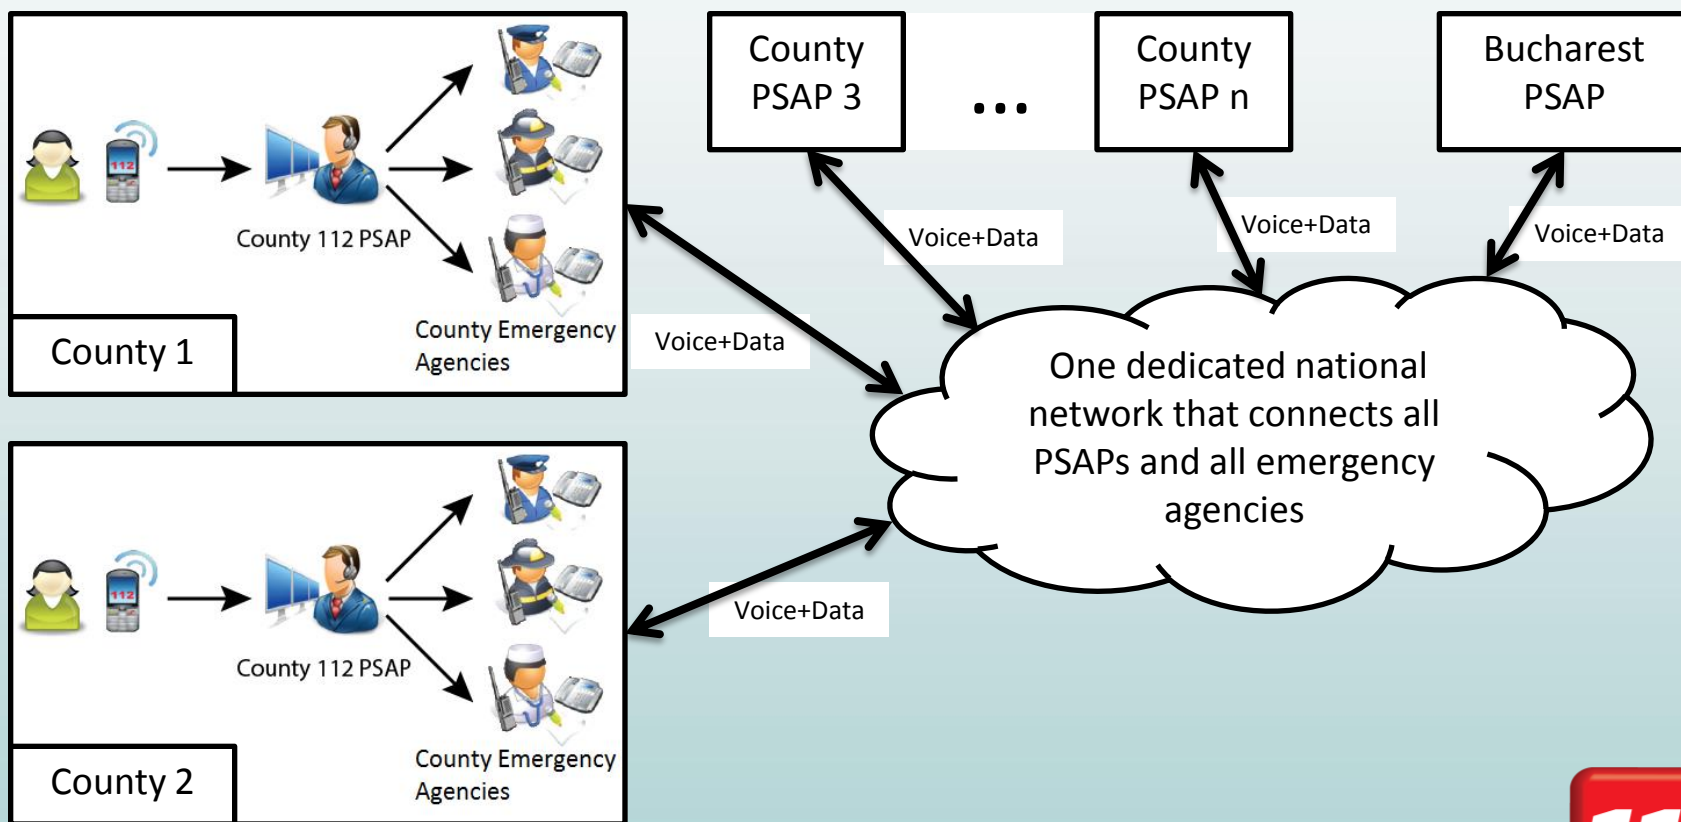 112
County 112 PSAP
County Emergency
Agencies
County 1
County
PSAP 3
...
County
PSAP n
Bucharest
PSAP
Voice+Data
Voice+Data
Voice+Data
Voice+Data
One dedicated national
network that connects all
PSAPs and all emergency
agencies
112
County 112 PSAP
County Emergency
Agencies
County 2
Voice+Data